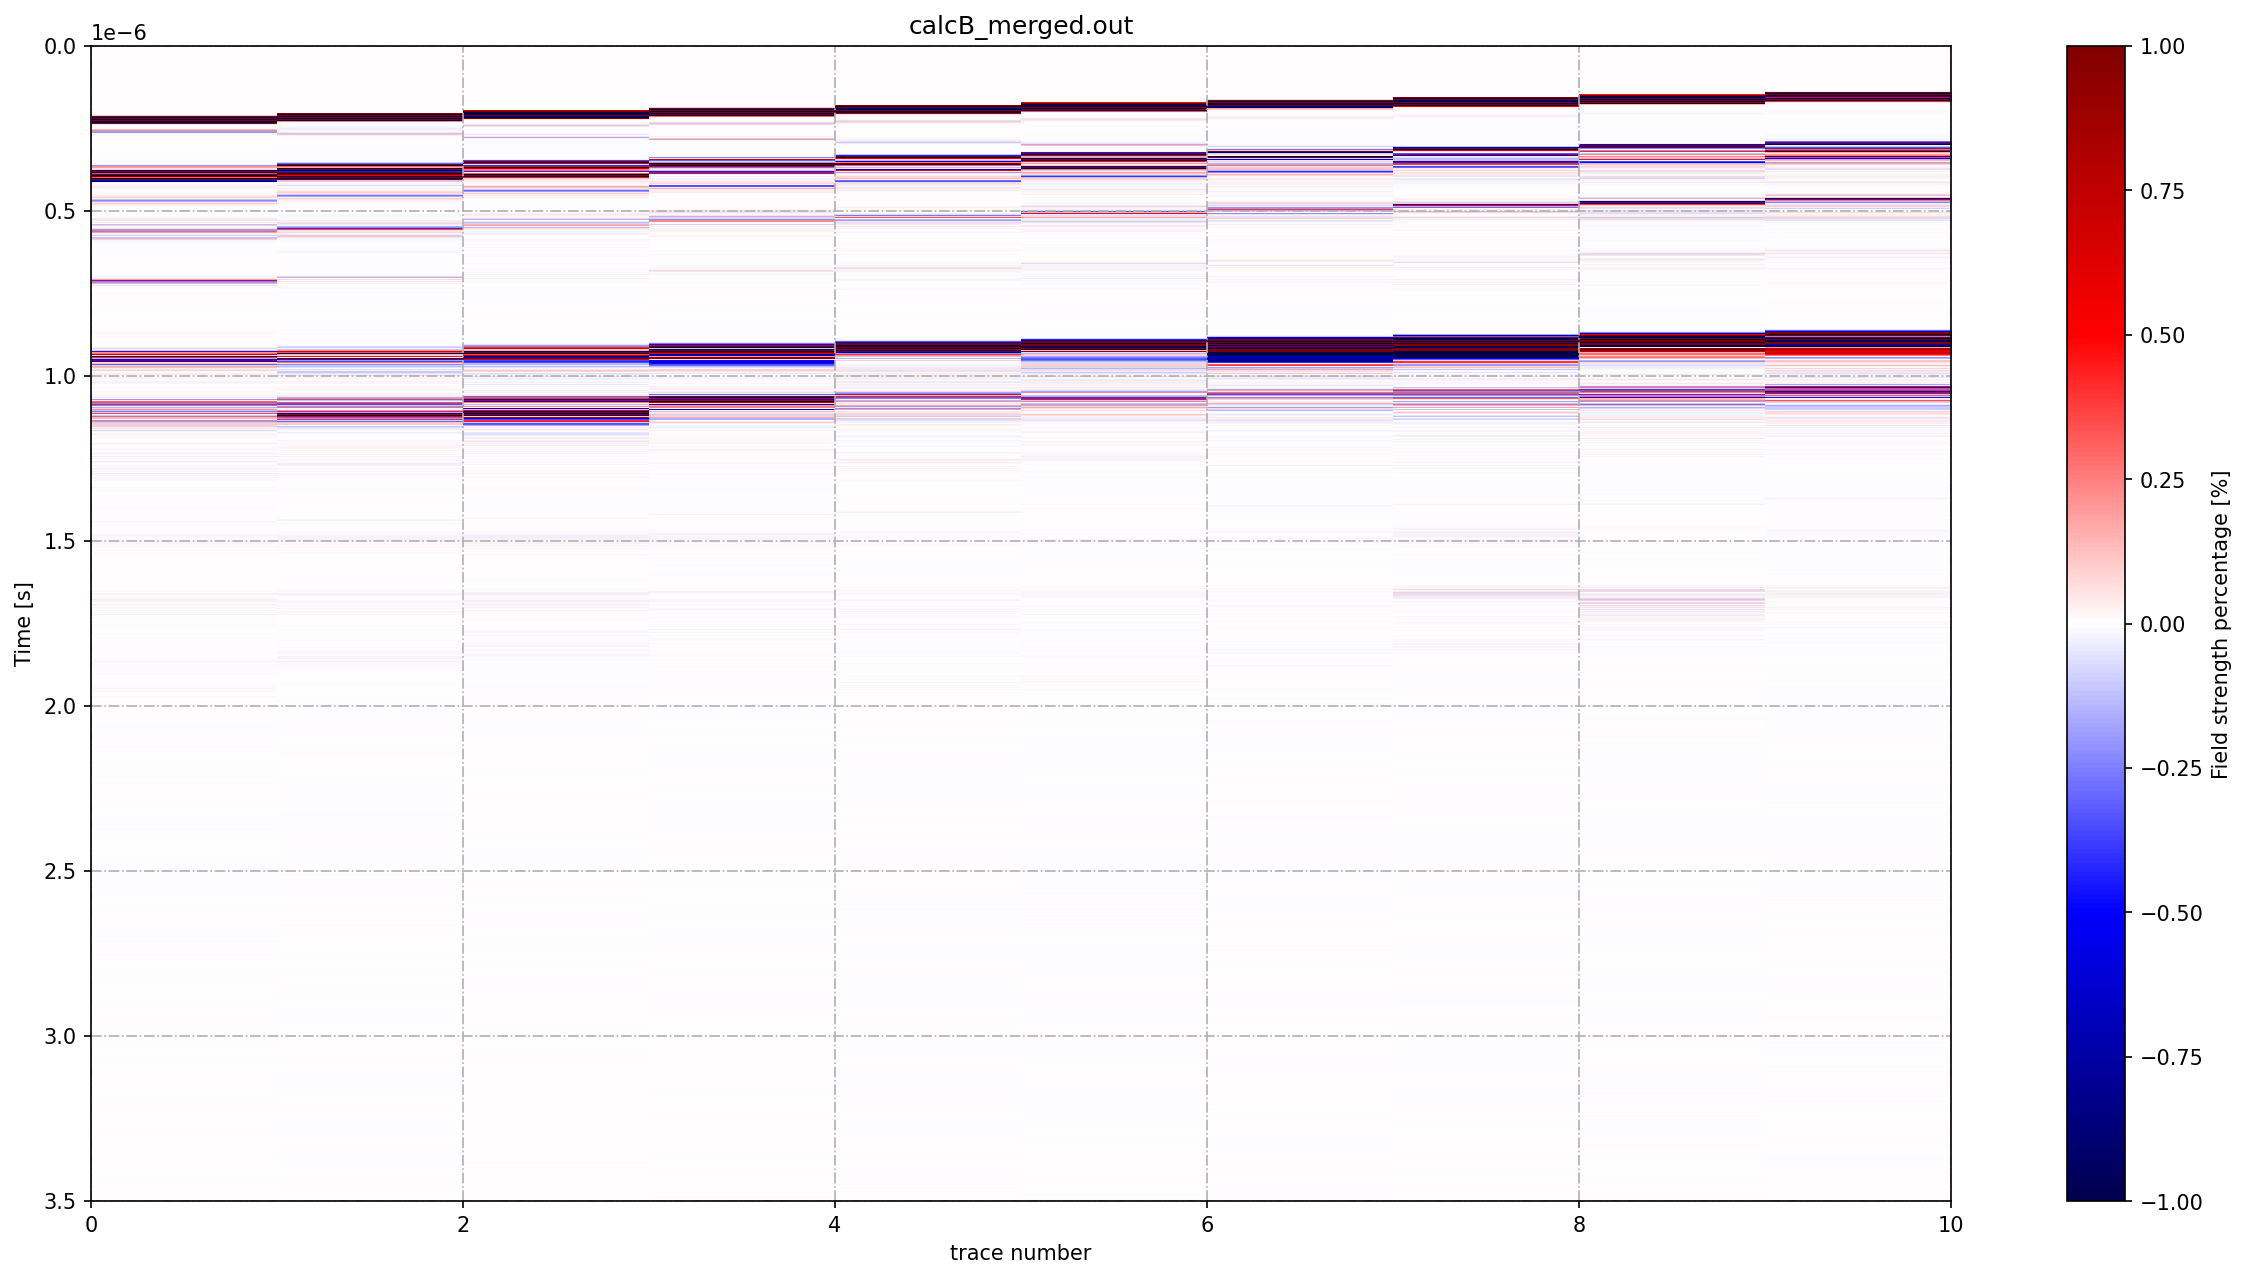 calcB_merged.out
1e−6
0.0
0.5
1.0
1.5
2.0
2.5
3.0
3.5
Time [s]
0 2 4 6 8 10
trace number
1.00
0.75
0.50
0.25
0.00
−0.25
−0.50
−0.75
−1.00
Field strength percentage [%]